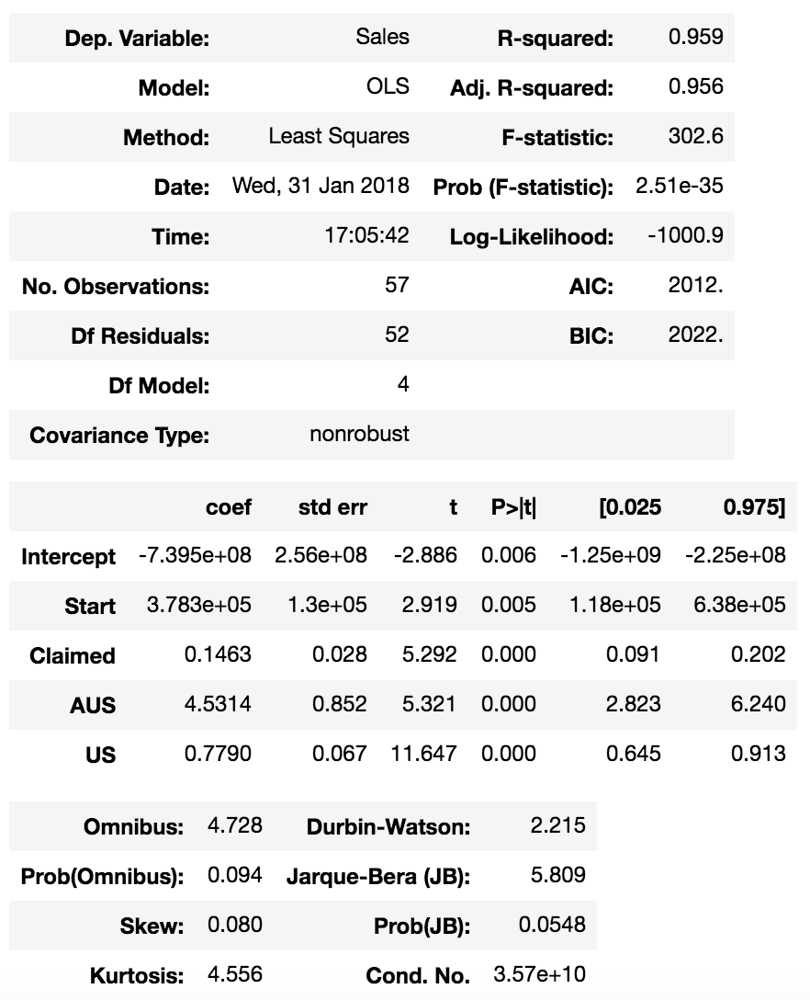 Dep. Variable: Sales R-squared: 0.959
Model: OLS Adj. R-squared: 0.956
Method: Least Squares F-statistic: 302.6
Date: Wed, 31 Jan 2018 Prob (F-statistic): 2.51e-35
Time: 17:05:42 Log-Likelihood: -1000.9
No. Observations: 57 AIC: 2012.
Df Residuals: 52 BIC: 2022.
Df Model: 4
Covariance Type: nonrobust
coef std err t P>|t| [0.025 0.975]
Intercept -7.395e+08 2.56e+08 -2.886 0.006 -1.25e+09 -2.25e+08
Start 3.783e+05 1.3e+05 2.919 0.005 1.18e+05 6.38e+05
Claimed 0.1463 0.028 5.292 0.000 0.091 0.202
AUS 4.5314 0.852 5.321 0.000 2.823 6.240
US 0.7790 0.067 11.647 0.000 0.645 0.913
Omnibus: 4.728 Durbin-Watson: 2.215
Prob(Omnibus): 0.094 Jarque-Bera (JB): 5.809
Skew: 0.080 Prob(JB): 0.0548
Kurtosis: 4.556 Cond. No. 3.57e+10